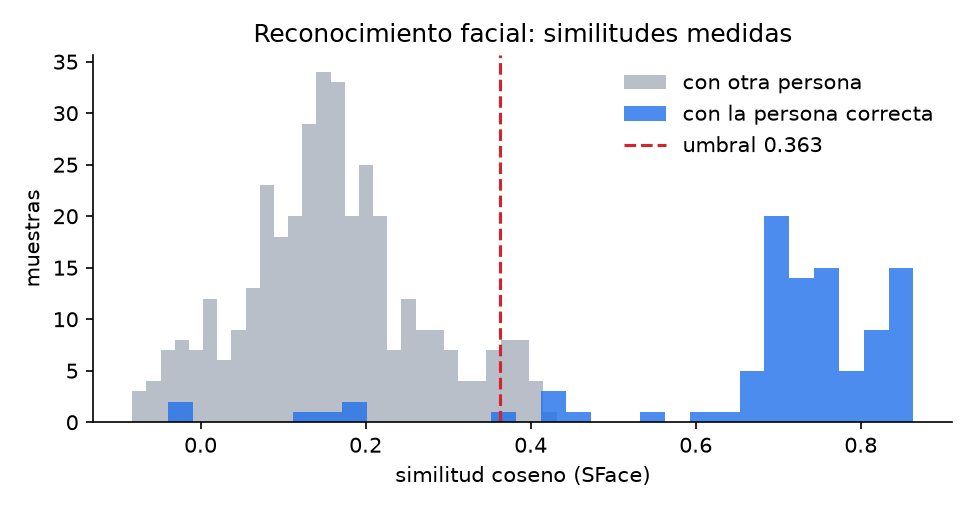 Reconocimiento facial: similitudes medidas
con otra persona
con la persona correcta
umbral 0.363
muestras
35
30
25
20
15
10
5
0
0.0 0.2 0.4 0.6 0.8
similitud coseno (SFace)